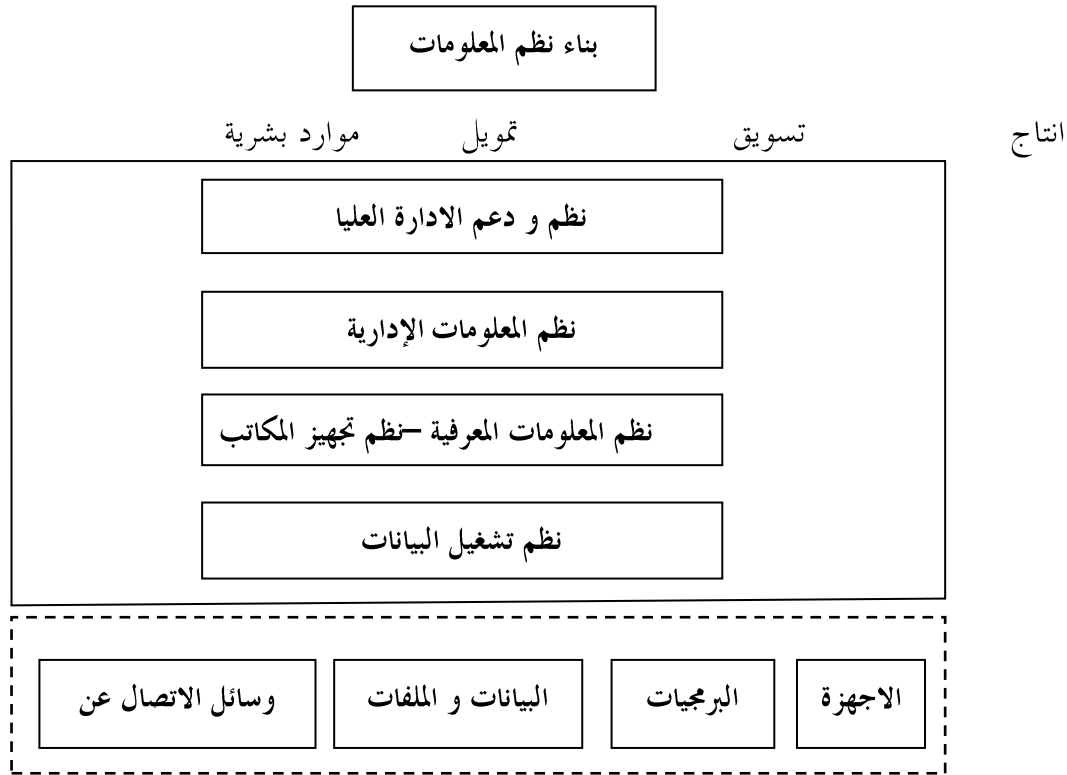 بناء نظم المعلومات
انتاج تسويق تمويل موارد بشرية
نظم و دعم الادارة العليا
نظم المعلومات الإدارية
نظم المعلومات المعرفية –نظم تجهيز المكاتب
نظم تشغيل البيانات
الاجهزة البرمجيات البيانات و الملفات وسائل الاتصال عن